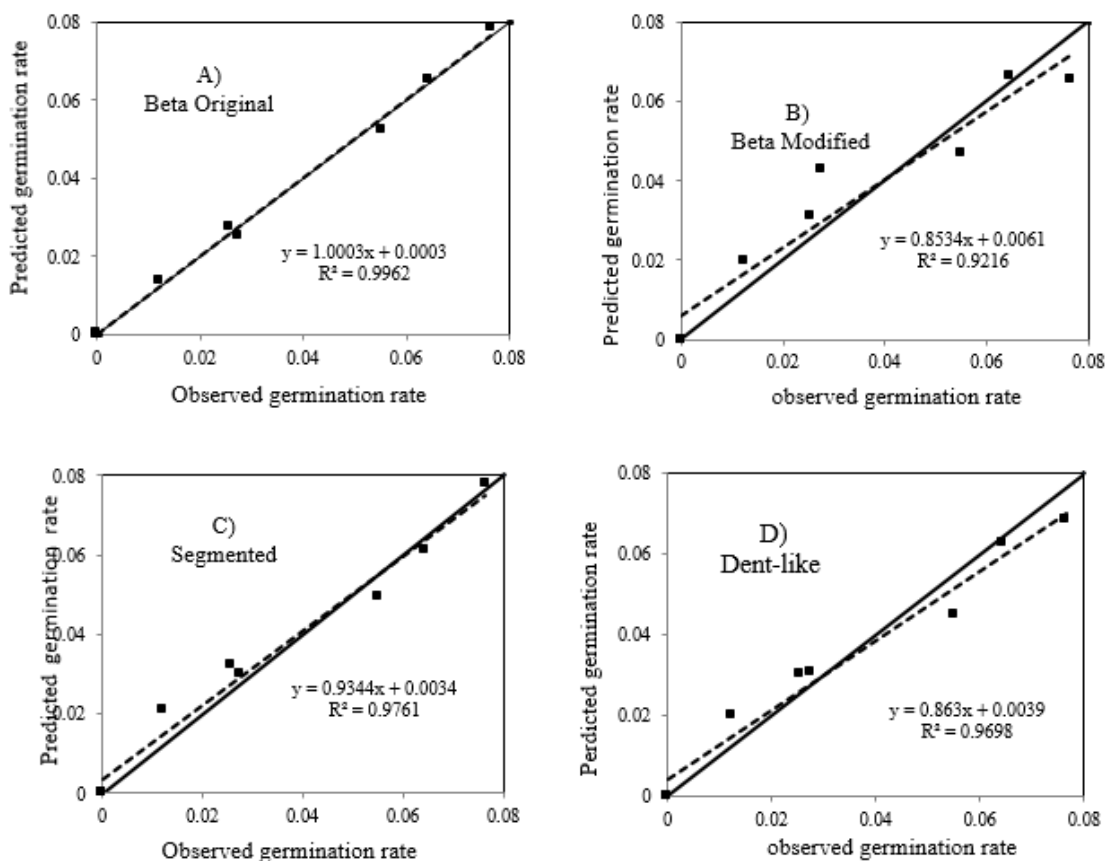 0.08
0.06
0.04
0.02
0
Predicted germination rate
A)
Beta Original
y = 1.0003x + 0.0003
R² = 0.9962
0 0.02 0.04 0.06 0.08
Observed germination rate
0.08
0.06
0.04
0.02
0
Predicted germination rate
B)
Beta Modified
y = 0.8534x + 0.0061
R² = 0.9216
0 0.02 0.04 0.06 0.08
observed germination rate
0.08
0.06
0.04
0.02
0
Predicted germination rate
C)
Segmented
y = 0.9344x + 0.0034
R² = 0.9761
0 0.02 0.04 0.06 0.08
Observed germination rate
0.08
0.06
0.04
0.02
0
Perdicted germination rate
D)
Dent-like
y = 0.863x + 0.0039
R² = 0.9698
0 0.02 0.04 0.06 0.08
observed germination rate